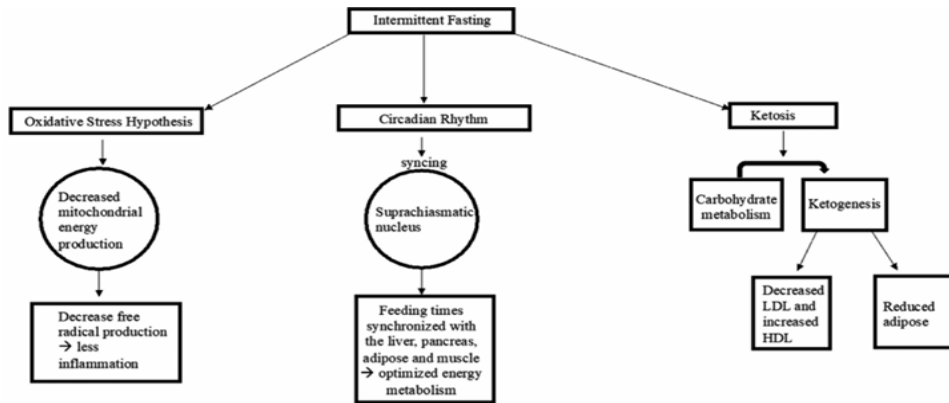 Intermittent Fasting
Oxidative Stress Hypothesis
Circadian Rhythm
Ketosis
syncing
Decreased
mitochondrial
energy
production
Suprachiasmatic
nucleus
Carbohydrate
metabolism
Ketogenesis
Decrease free
radical production
→ less
inflammation
Feeding times
synchronized with
the liver, pancreas,
adipose and muscle
→ optimized energy
metabolism
Decreased
LDL and
increased
HDL
Reduced
adipose